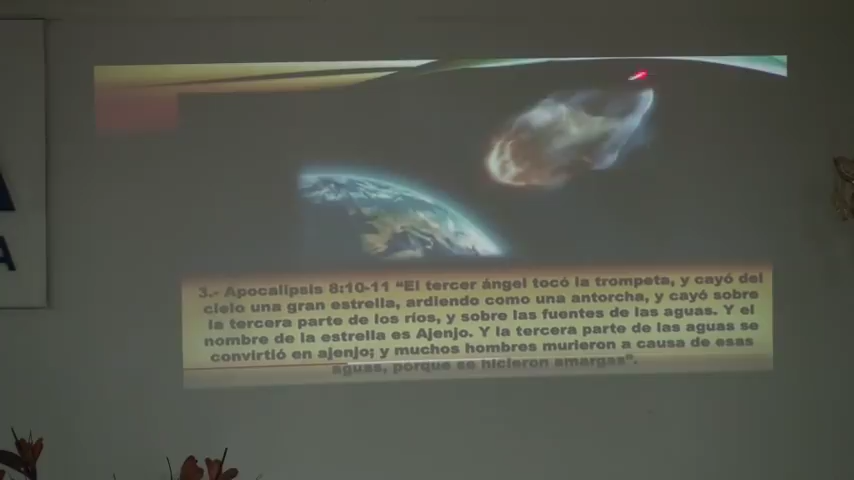 A
A
3.- Apocalipsis 8:10-11 “El tercer ángel tocó la trompeta, y cayó del
cielo una gran estrella, ardiendo como una antorcha, y cayó sobre
la tercera parte de los ríos, y sobre las fuentes de las aguas. Y el
nombre de la estrella es Ajenjo. Y la tercera parte de las aguas se
convirtió en ajenjo; y muchos hombres murieron a causa de esas
aguas, porque se hicieron amargas”.